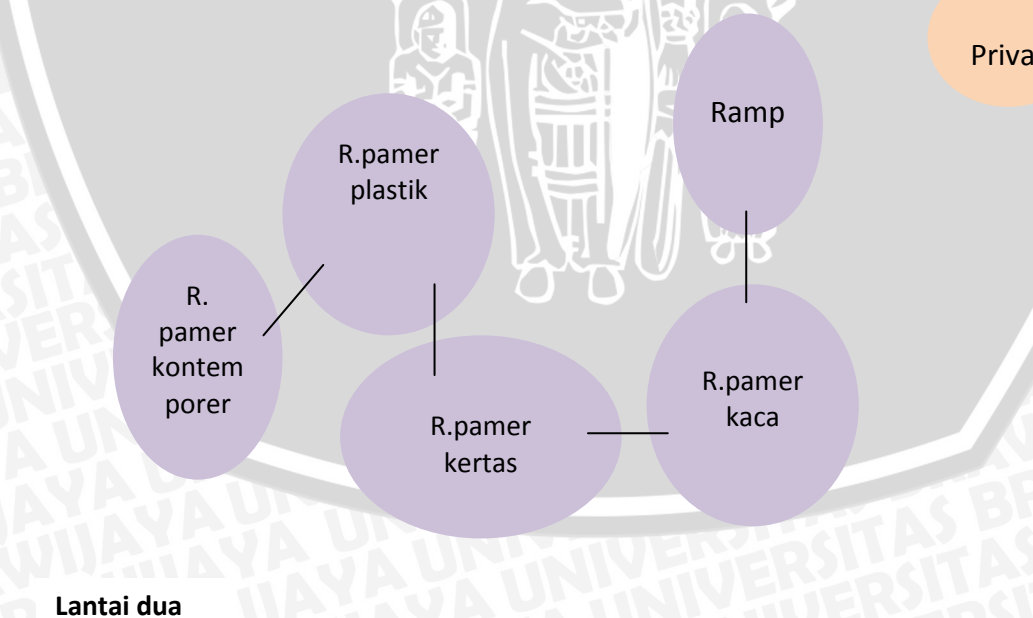 Priva
Ramp
R.pamer
plastik
R.
pamer
kontem
porer
R.pamer
kaca
R.pamer
kertas
Lantai dua